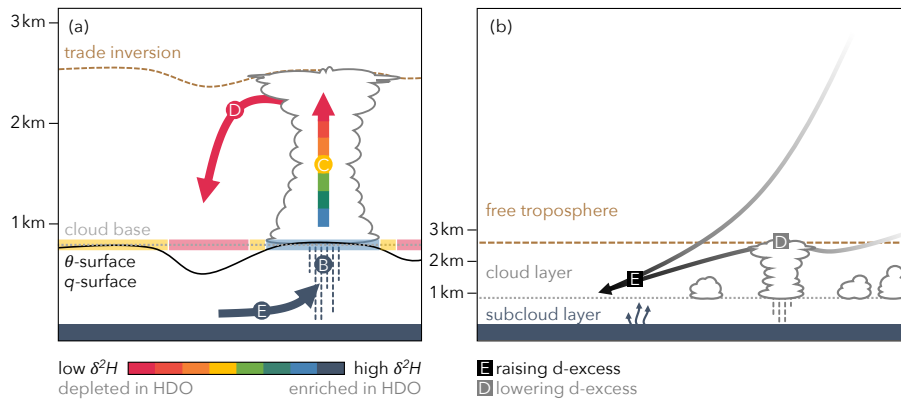 (a)
3 km
2 km
1 km
trade inversion
D
C
cloud base
θ-surface
q-surface
B
E
low δ²H
high δ²H
depleted in HDO
enriched in HDO
(b)
free troposphere
3 km
2 km
1 km
D
E
cloud layer
subcloud layer
E raising d-excess
D lowering d-excess